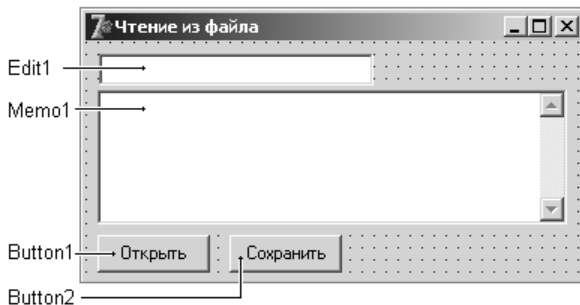 Чтение из файла
Edit1
Memo1
Button1
Открыть
Сохранить
Button2